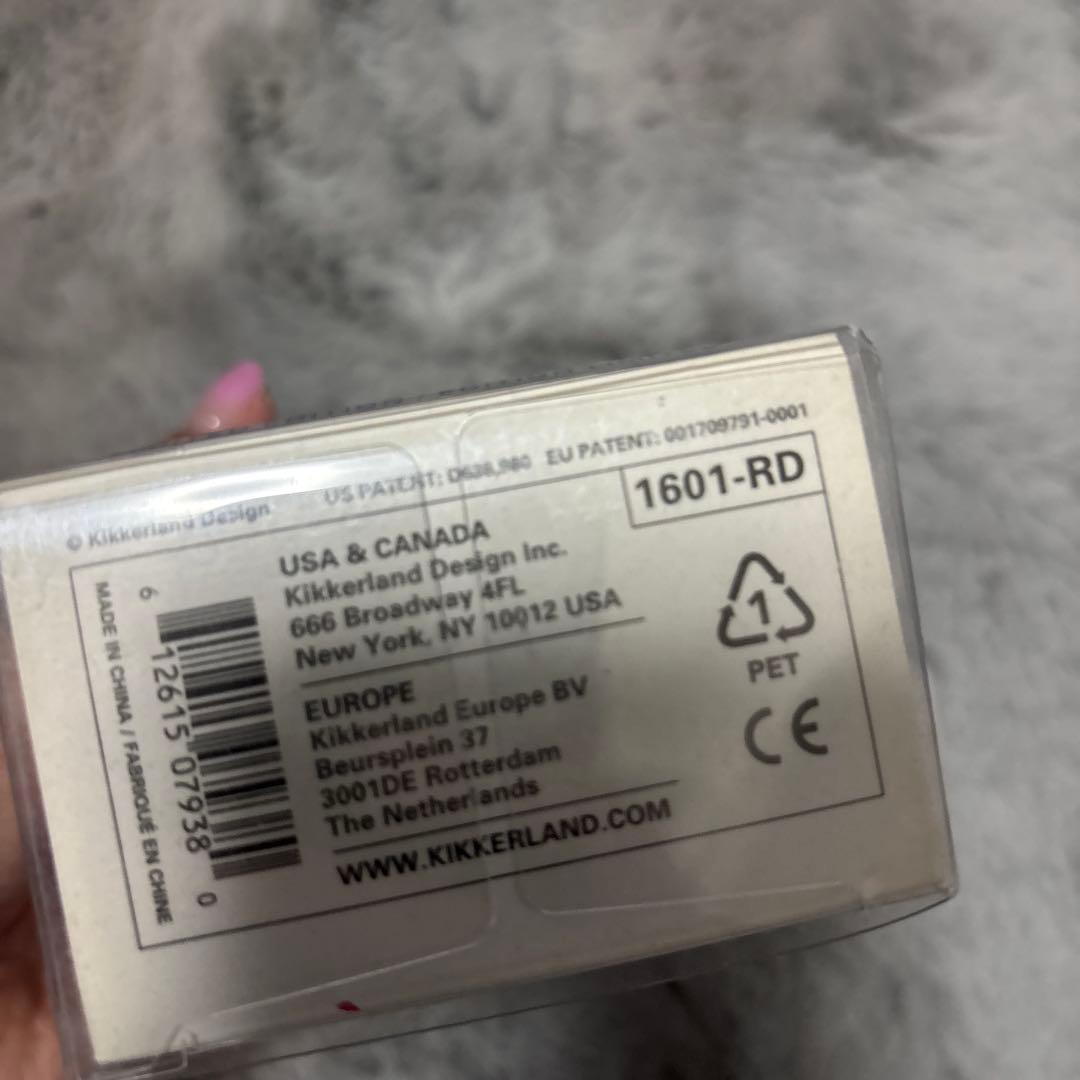 © Kikkerland Design
US PATENT:
EU PATENT: 001709791-0001
1601-RD
USA & CANADA
Kikkerland Design Inc.
666 Broadway 4FL
New York, NY 10012 USA
EUROPE
Kikkerland Europe BV
Beursplein 37
3001DE Rotterdam
The Netherlands
WWW.KIKKERLAND.COM
1
PET
CE
6 12615 07938 0
MADE IN CHINA / FABRIQUÉ EN CHINE